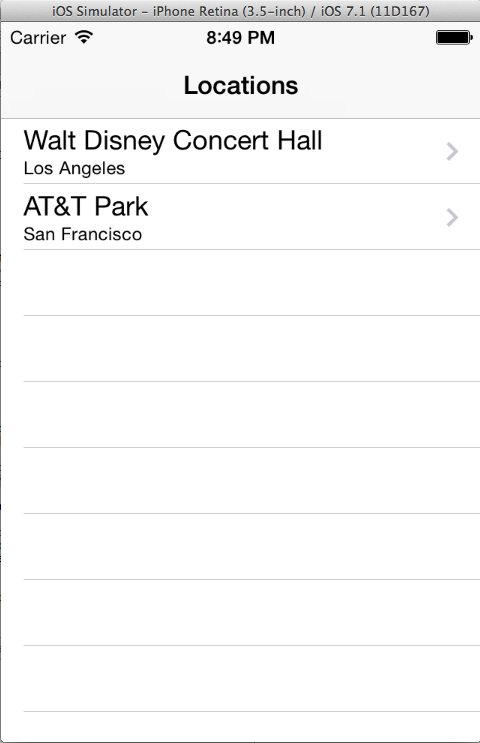 iOS Simulator – iPhone Retina (3.5-inch) / iOS 7.1 (11D167)
Carrier 8:49 PM
Locations
Walt Disney Concert Hall
Los Angeles
AT&T Park
San Francisco